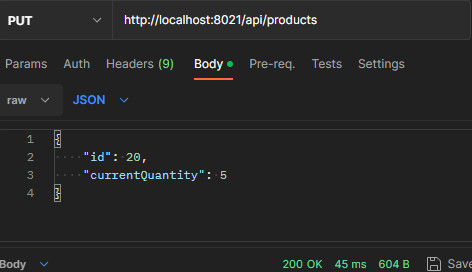 PUT http://localhost:8021/api/products
Params Auth Headers (9) Body Pre-req. Tests Settings
raw JSON
1 {
2 "id": 20,
3 "currentQuantity": 5
4 }
Body 200 OK 45 ms 604 B Save